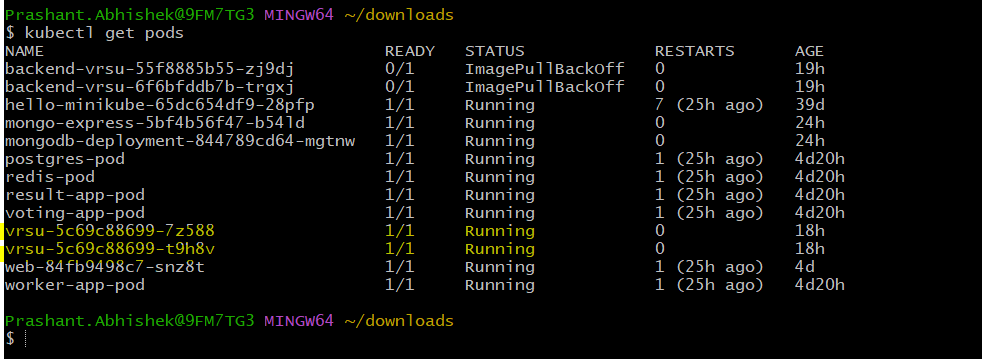 Prashant.Abhishek@9FM7TG3 MINGW64 ~/downloads
$ kubectl get pods
NAME READY STATUS RESTARTS AGE
backend-vrsu-55f8885b55-zj9dj 0/1 ImagePullBackOff 0 19h
backend-vrsu-6f6bfddb7b-trgxj 0/1 ImagePullBackOff 0 19h
hello-minikube-65dc654df9-28pfp 1/1 Running 7 (25h ago) 39d
mongo-express-5bf4b56f47-b54ld 1/1 Running 0 24h
mongodb-deployment-844789cd64-mgtnw 1/1 Running 0 24h
postgres-pod 1/1 Running 1 (25h ago) 4d20h
redis-pod 1/1 Running 1 (25h ago) 4d20h
result-app-pod 1/1 Running 1 (25h ago) 4d20h
voting-app-pod 1/1 Running 1 (25h ago) 4d20h
vrsu-5c69c88699-7z588 1/1 Running 0 18h
vrsu-5c69c88699-t9h8v 1/1 Running 0 18h
web-84fb9498c7-snz8t 1/1 Running 1 (25h ago) 4d
worker-app-pod 1/1 Running 1 (25h ago) 4d20h
Prashant.Abhishek@9FM7TG3 MINGW64 ~/downloads
$